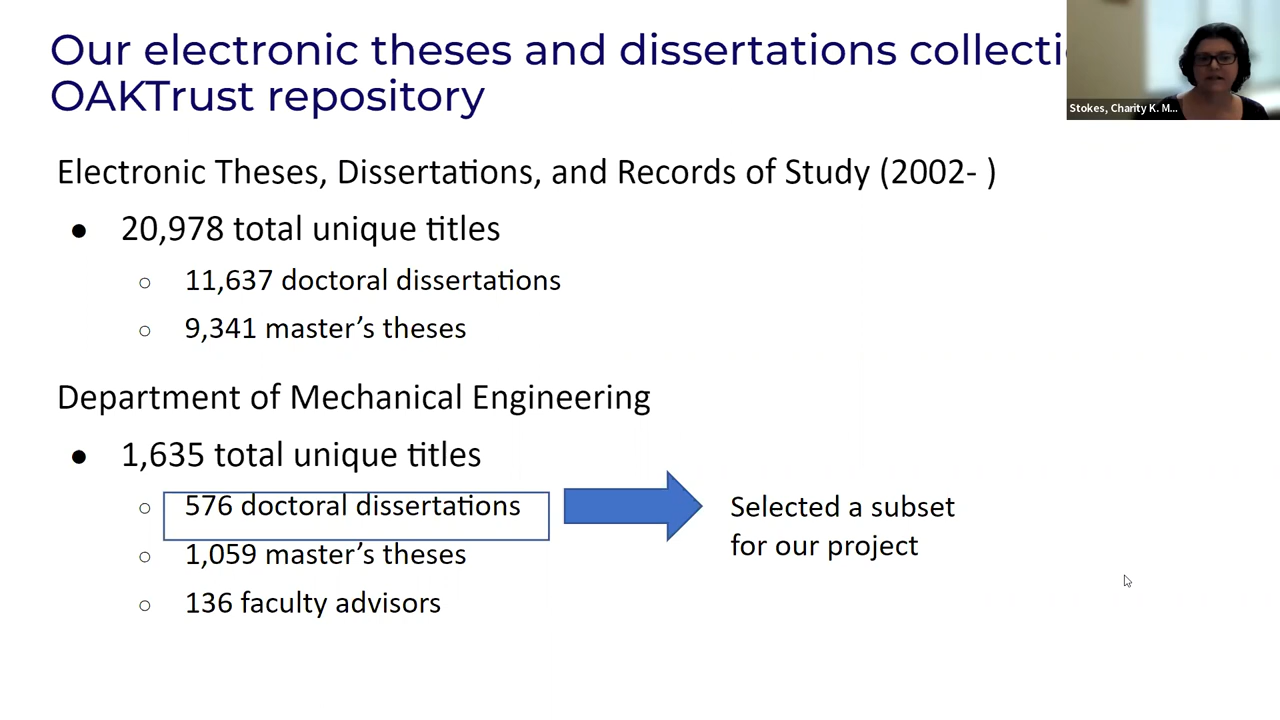 Our electronic theses and dissertations collecti
OAKTrust repository
Stokes, Charity K. M...
Electronic Theses, Dissertations, and Records of Study (2002- )
● 20,978 total unique titles
○ 11,637 doctoral dissertations
○ 9,341 master’s theses
Department of Mechanical Engineering
● 1,635 total unique titles
○ 576 doctoral dissertations
○ 1,059 master’s theses
○ 136 faculty advisors
Selected a subset
for our project